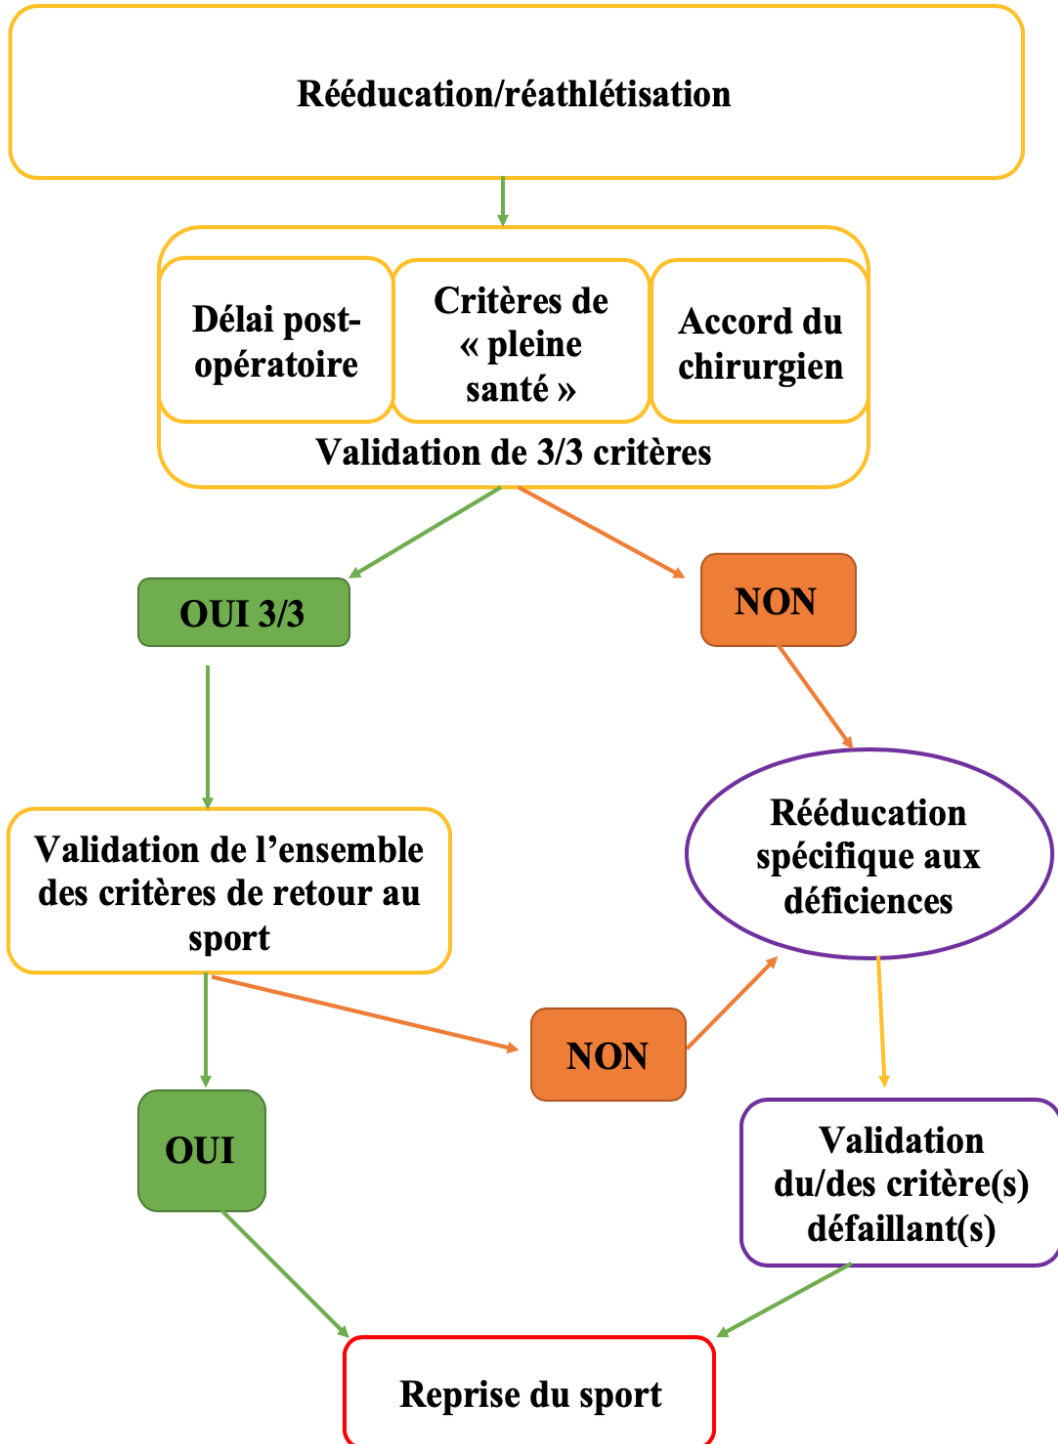 Rééducation/réathlétisation
Délai post-
opératoire
Critères de
« pleine
santé »
Accord du
chirurgien
Validation de 3/3 critères
OUI 3/3
NON
Validation de l’ensemble
des critères de retour au
sport
Rééducation
spécifique aux
déficiences
NON
OUI
Validation
du/des critère(s)
défaillant(s)
Reprise du sport